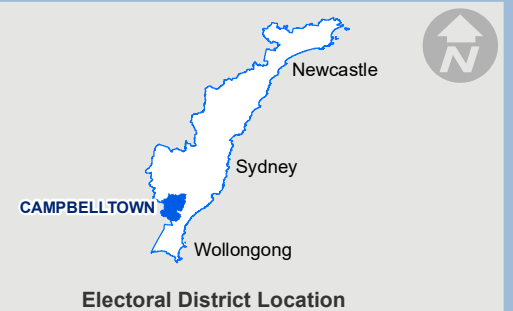 N
Newcastle
Sydney
CAMPBELLTOWN
Wollongong
Electoral District Location